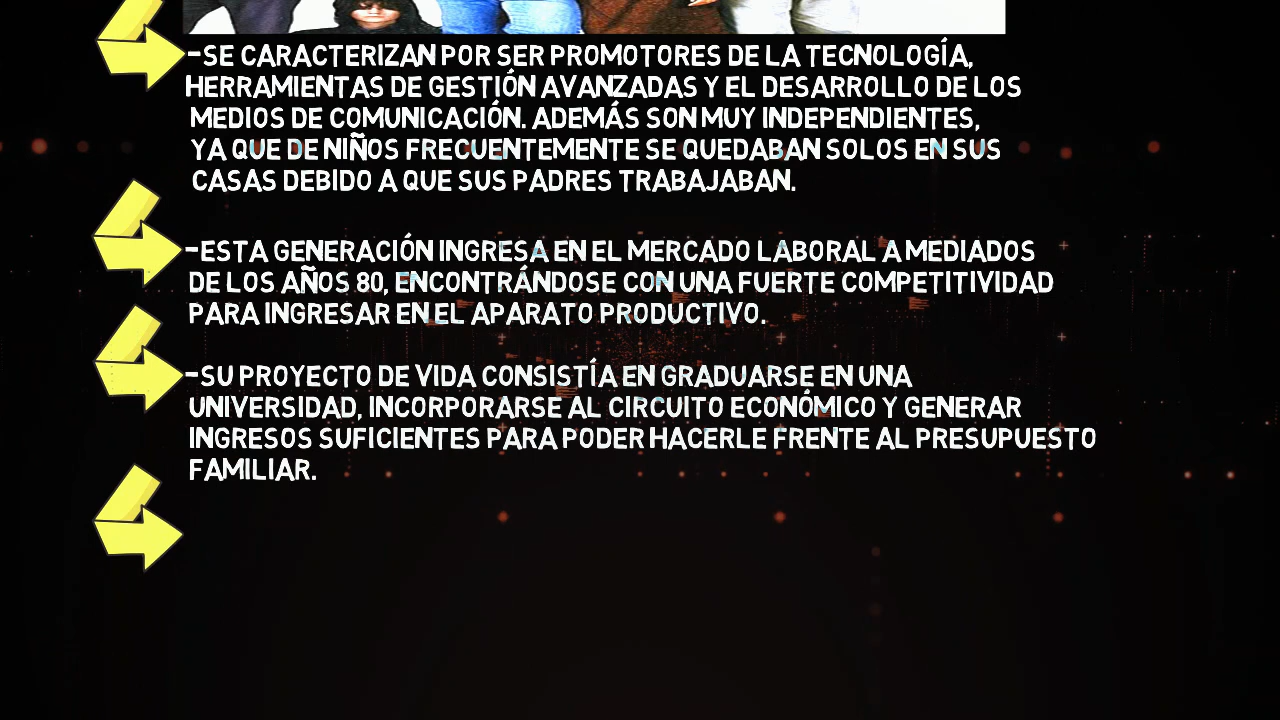 -SE CARACTERIZAN POR SER PROMOTORES DE LA TECNOLOGÍA,
HERRAMIENTAS DE GESTIÓN AVANZADAS Y EL DESARROLLO DE LOS
MEDIOS DE COMUNICACIÓN. ADEMÁS SON MUY INDEPENDIENTES,
YA QUE DE NIÑOS FRECUENTEMENTE SE QUEDABAN SOLOS EN SUS
CASAS DEBIDO A QUE SUS PADRES TRABAJABAN.
-ESTA GENERACIÓN INGRESA EN EL MERCADO LABORAL A MEDIADOS
DE LOS AÑOS 80, ENCONTRÁNDOSE CON UNA FUERTE COMPETITIVIDAD
PARA INGRESAR EN EL APARATO PRODUCTIVO.
-SU PROYECTO DE VIDA CONSISTÍA EN GRADUARSE EN UNA
UNIVERSIDAD, INCORPORARSE AL CIRCUITO ECONÓMICO Y GENERAR
INGRESOS SUFICIENTES PARA PODER HACERLE FRENTE AL PRESUPUESTO
FAMILIAR.